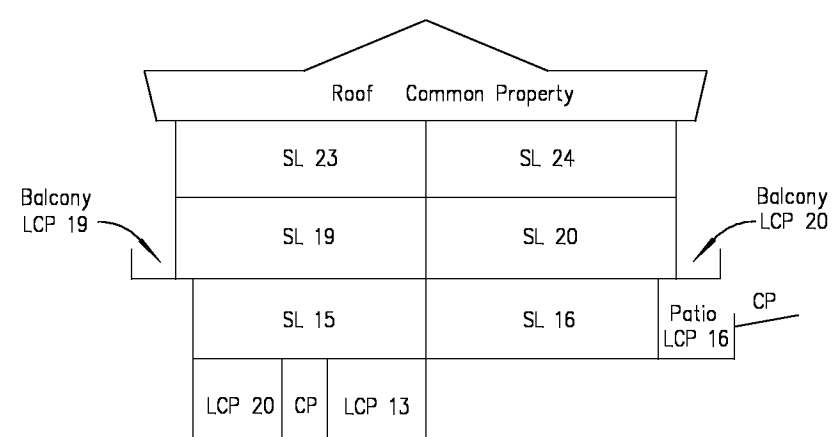 Roof Common Property
SL 23
SL 24
Balcony
LCP 19
SL 19
SL 20
Balcony
LCP 20
SL 15
SL 16
Patio
LCP 16
CP
LCP 20
CP
LCP 13